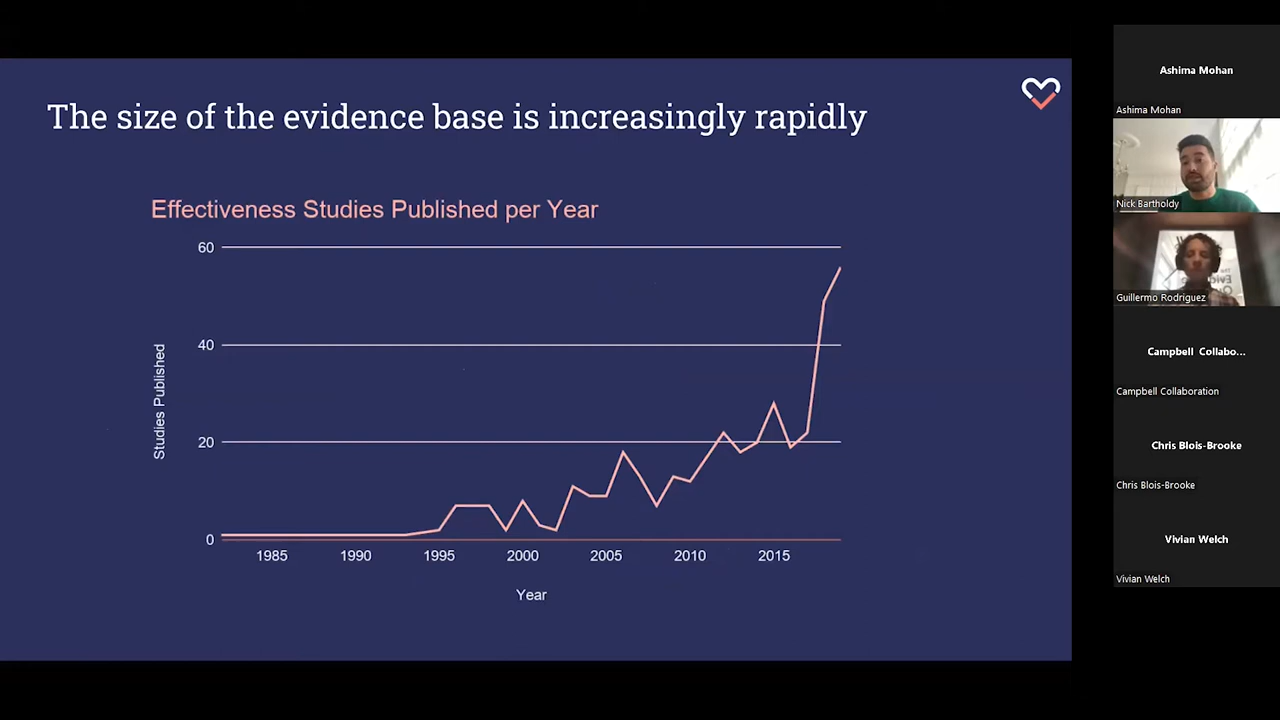 The size of the evidence base is increasingly rapidly
Effectiveness Studies Published per Year
Studies Published
60
40
20
0
1985 1990 1995 2000 2005 2010 2015
Year
Ashima Mohan
Ashima Mohan
Nick Bartholdy
Guillermo Rodriguez
Campbell Collabo...
Campbell Collaboration
Chris Blois-Brooke
Chris Blois-Brooke
Vivian Welch
Vivian Welch